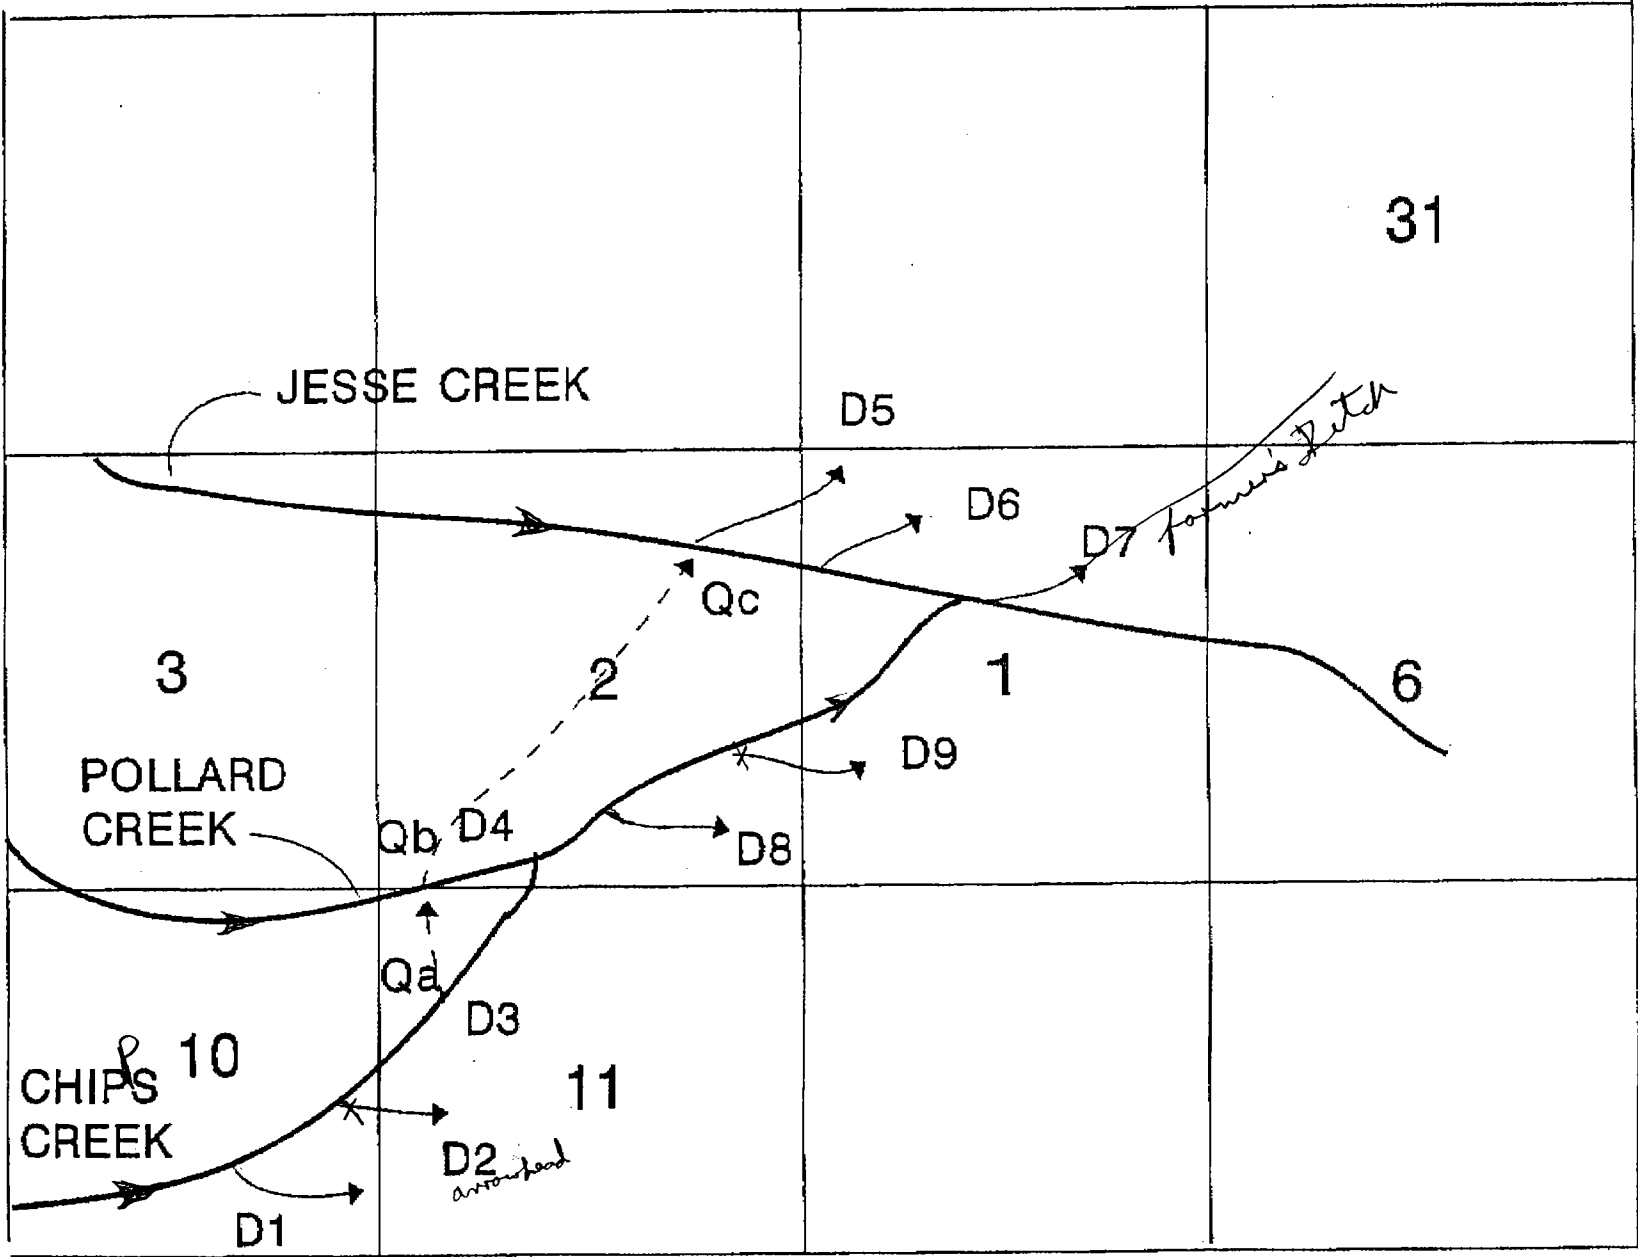 31
JESSE CREEK
D5
farmer's Ditch
D6
D7
Qc
3
2
1
6
POLLARD
CREEK
D9
Qb
D4
D8
Qa
D3
10
P
CHIPS
CREEK
11
D2
arrowhead
D1